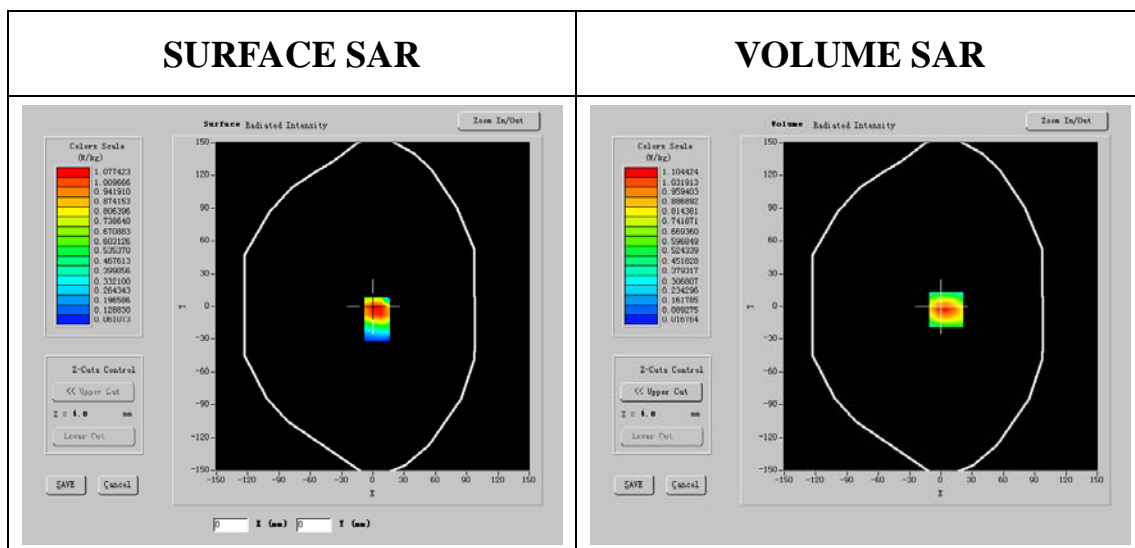 SURFACE SAR
VOLUME SAR
Surface Radiated Intensity
Zoom In/Out
Colors Scale
(W/kg)
1.077423
1.009666
0.941910
0.874153
0.806396
0.738640
0.670883
0.603126
0.535370
0.467613
0.399856
0.332100
0.264343
0.196586
0.128830
0.061073
150
120
90
60
30
0
-30
-60
-90
-120
-150
Y
-150 -120 -90 -60 -30 0 30 60 90 120 150
X
Z-Cuts Control
<< Upper Cut
Z = 4.0 mm
Lower Cut
SAVE Cancel
0 X (mm) 0 Y (mm)
Volume Radiated Intensity
Zoom In/Out
Colors Scale
(W/kg)
1.104424
1.031913
0.959403
0.886892
0.814381
0.741871
0.669360
0.596849
0.524339
0.451828
0.379317
0.306807
0.234296
0.161785
0.089275
0.016764
150
120
90
60
30
0
-30
-60
-90
-120
-150
Y
-150 -120 -90 -60 -30 0 30 60 90 120 150
X
Z-Cuts Control
<< Upper Cut
Z = 4.0 mm
Lower Cut
SAVE Cancel